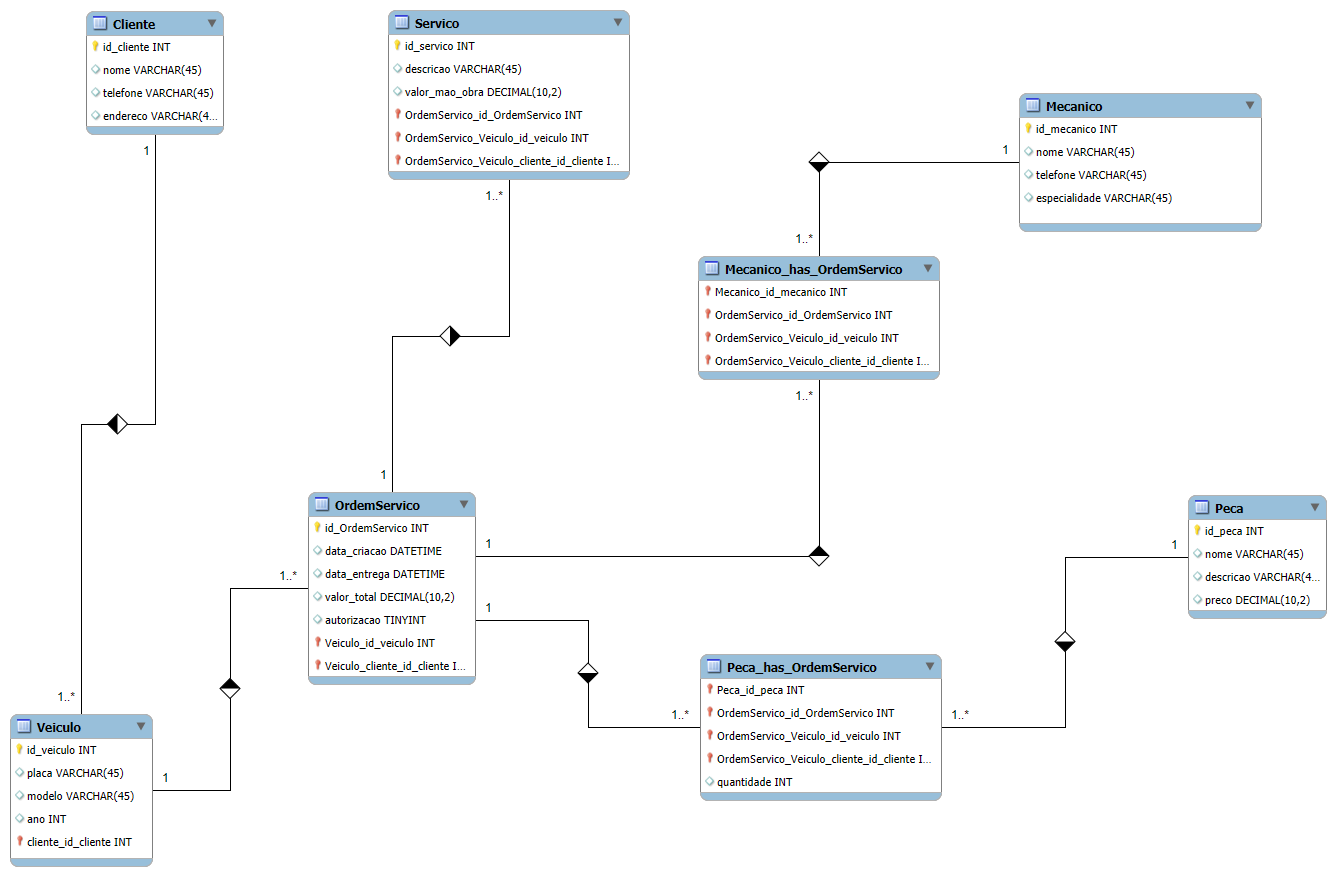 Cliente
id_cliente INT
nome VARCHAR(45)
telefone VARCHAR(45)
endereco VARCHAR(4...
1
1..*
Servico
id_servico INT
descricao VARCHAR(45)
valor_mao_obra DECIMAL(10,2)
OrdemServico_id_OrdemServico INT
OrdemServico_Veiculo_id_veiculo INT
OrdemServico_Veiculo_cliente_id_cliente I...
1..*
1
Mecanico
id_mecanico INT
nome VARCHAR(45)
telefone VARCHAR(45)
especialidade VARCHAR(45)
1
1..*
Mecanico_has_OrdemServico
Mecanico_id_mecanico INT
OrdemServico_id_OrdemServico INT
OrdemServico_Veiculo_id_veiculo INT
OrdemServico_Veiculo_cliente_id_cliente I...
1..*
OrdemServico
id_OrdemServico INT
data_criacao DATETIME
data_entrega DATETIME
valor_total DECIMAL(10,2)
autorizacao TINYINT
Veiculo_id_veiculo INT
Veiculo_cliente_id_cliente I...
1
1
1..*
Peca
id_peca INT
nome VARCHAR(45)
descricao VARCHAR(4...
preco DECIMAL(10,2)
1
Peca_has_OrdemServico
Peca_id_peca INT
OrdemServico_id_OrdemServico INT
OrdemServico_Veiculo_id_veiculo INT
OrdemServico_Veiculo_cliente_id_cliente I...
quantidade INT
1..*
1..*
Veiculo
id_veiculo INT
placa VARCHAR(45)
modelo VARCHAR(45)
ano INT
cliente_id_cliente INT
1